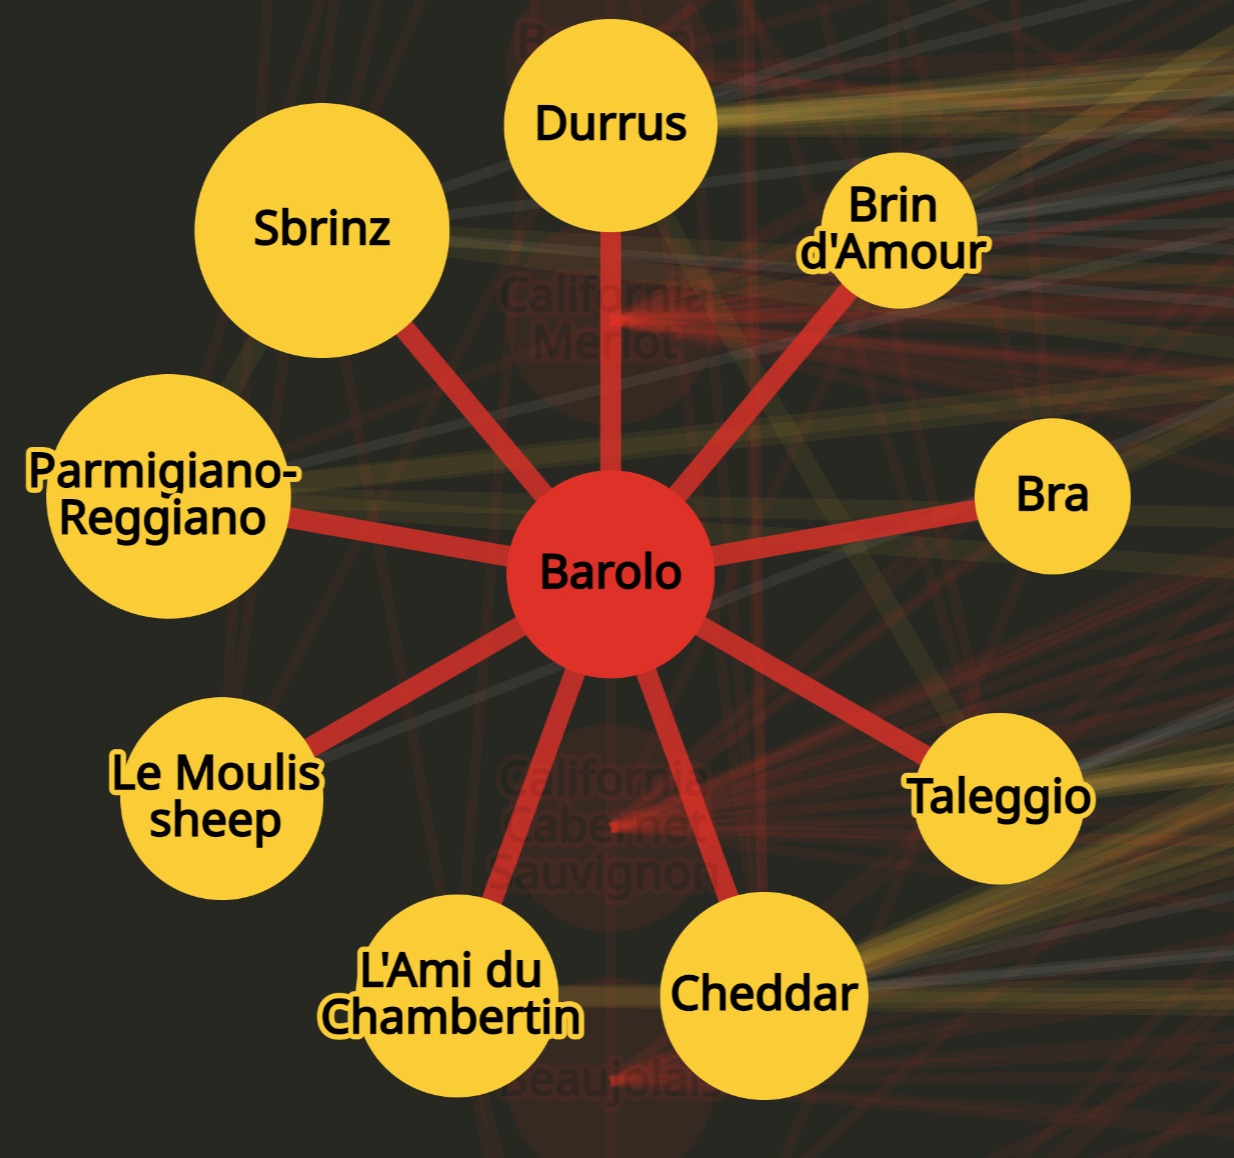 Durrus
Brin
d'Amour
Sbrinz
California
Merlot
Parmigiano-
Reggiano
Bra
Barolo
Le Moulis
sheep
California
Cabernet
Sauvignon
Taleggio
L'Ami du
Chambertin
Cheddar
Beaujolais